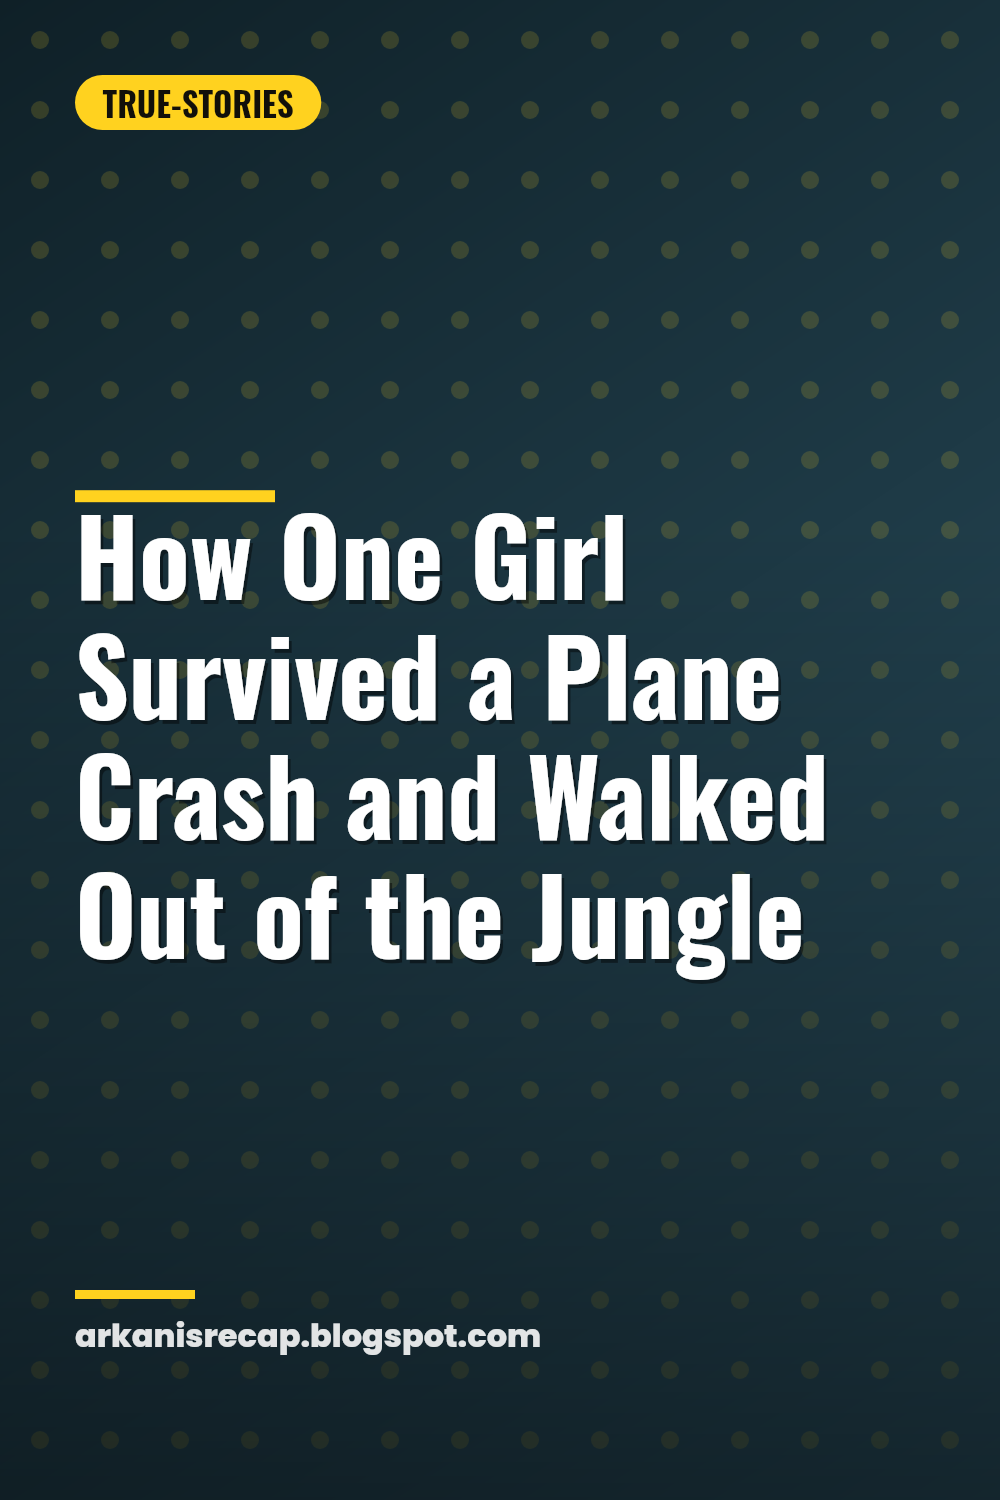 TRUE-STORIES
How One Girl
Survived a Plane
Crash and Walked
Out of the Jungle
arkanisrecap.blogspot.com